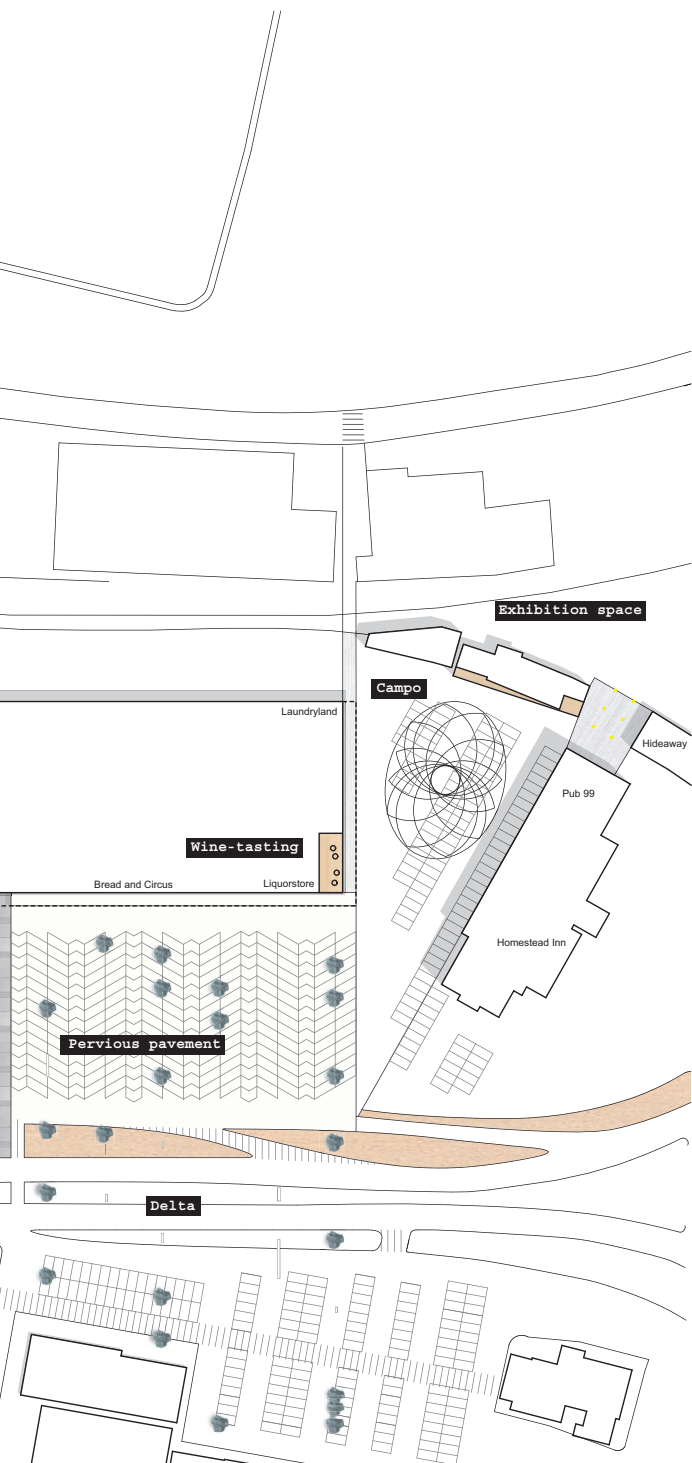 Exhibition space
Campo
Laundryland
Hideaway
Pub 99
Wine-tasting
Bread and Circus
Liquorstore
Homestead Inn
Pervious pavement
Delta